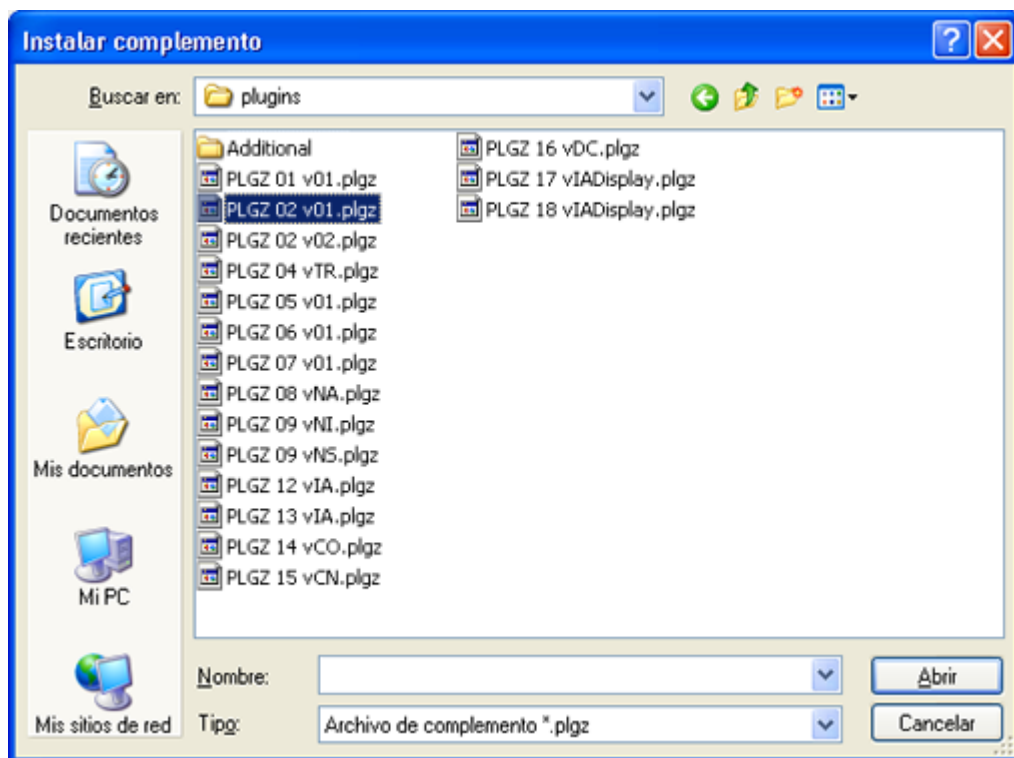 Instalar complemento
Buscar en: plugins
Documentos recientes
Escritorio
Mis documentos
Mi PC
Mis sitios de red
Additional
PLGZ 01 v01.plgz
PLGZ 02 v01.plgz
PLGZ 02 v02.plgz
PLGZ 04 vTR.plgz
PLGZ 05 v01.plgz
PLGZ 06 v01.plgz
PLGZ 07 v01.plgz
PLGZ 08 vNA.plgz
PLGZ 09 vNI.plgz
PLGZ 09 vNS.plgz
PLGZ 12 vIA.plgz
PLGZ 13 vIA.plgz
PLGZ 14 vCO.plgz
PLGZ 15 vCN.plgz
PLGZ 16 vDC.plgz
PLGZ 17 vIADisplay.plgz
PLGZ 18 vIADisplay.plgz
Nombre:
Abrir
Tipo: Archivo de complemento *.plgz
Cancelar